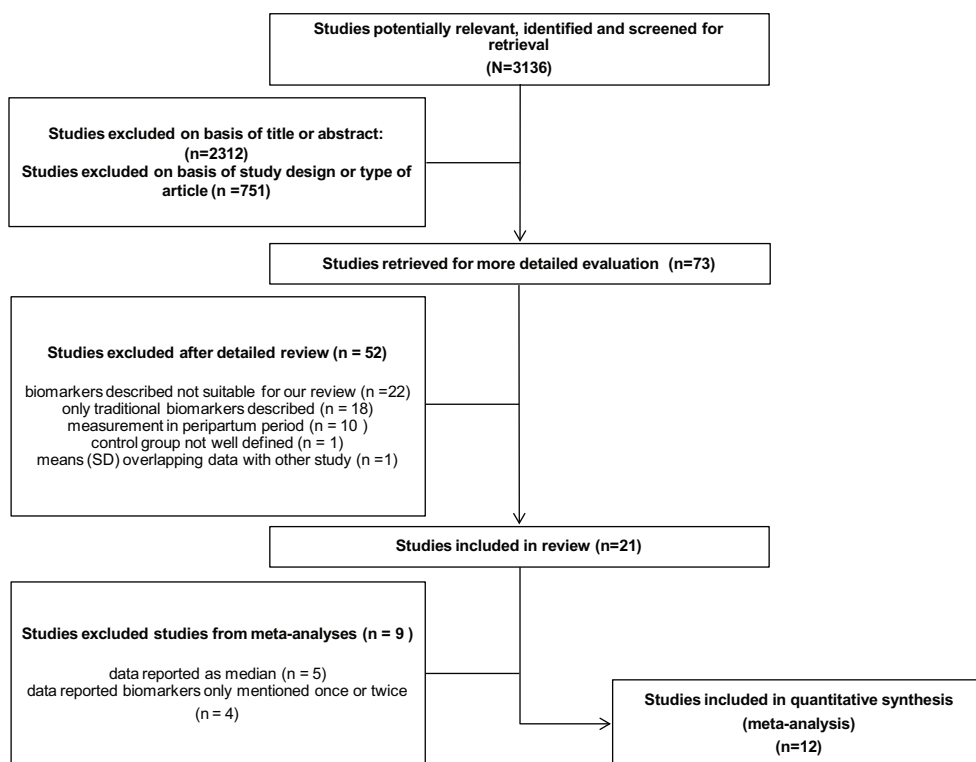 Studies potentially relevant, identified and screened for
retrieval
(N=3136)
Studies excluded on basis of title or abstract:
(n=2312)
Studies excluded on basis of study design or type of
article (n =751)
Studies retrieved for more detailed evaluation (n=73)
Studies excluded after detailed review (n = 52)
biomarkers described not suitable for our review (n =22)
only traditional biomarkers described (n = 18)
measurement in peripartum period (n = 10 )
control group not well defined (n = 1)
means (SD) overlapping data with other study (n =1)
Studies included in review (n=21)
Studies excluded studies from meta-analyses (n = 9 )
data reported as median (n = 5)
data reported biomarkers only mentioned once or twice
(n = 4)
Studies included in quantitative synthesis
(meta-analysis)
(n=12)